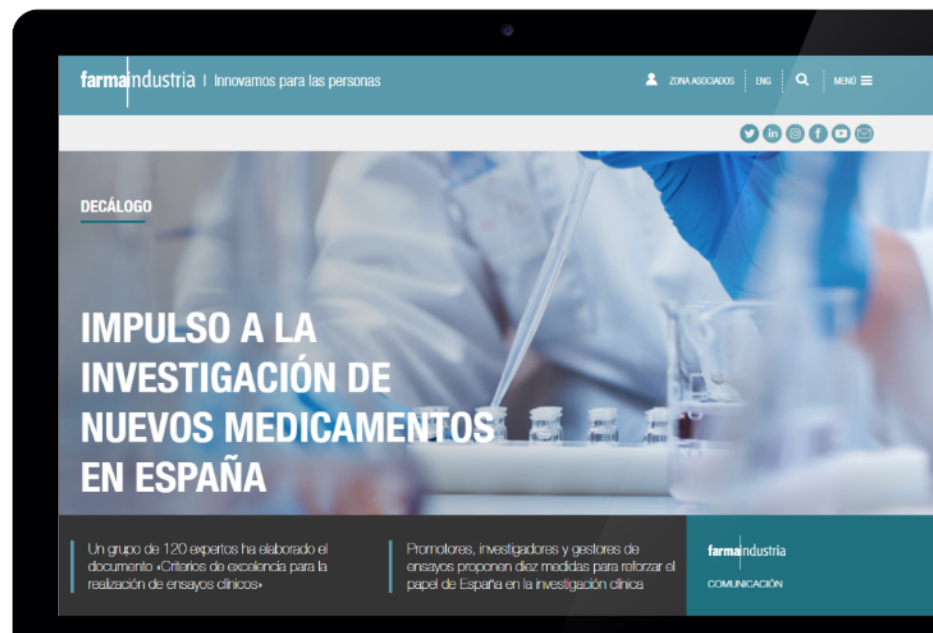 farmaindustria | Innovamos para las personas
ZONA ASOCIADOS
ENG
MENÚ
DECÁLOGO
IMPULSO A LA
INVESTIGACIÓN DE
NUEVOS MEDICAMENTOS
EN ESPAÑA
Un grupo de 120 expertos ha elaborado el
documento «Criterios de excelencia para la
realización de ensayos clínicos»
Promotores, investigadores y gestores de
ensayos proponen diez medidas para reforzar el
papel de España en la investigación clínica
farmaindustria
COMUNICACIÓN